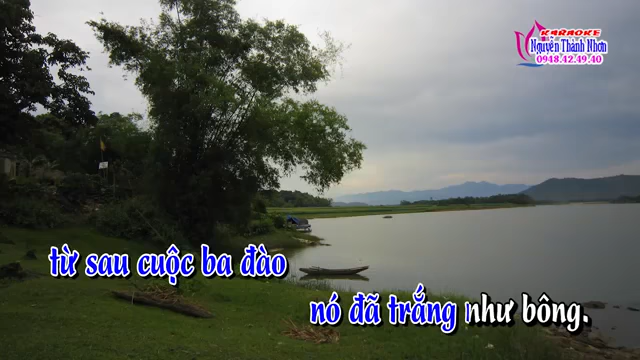 KARAOKE
Nguyễn Thành Nhơn
0948.42.49.40
từ sau cuộc ba đào
nó đã trắng như bông.